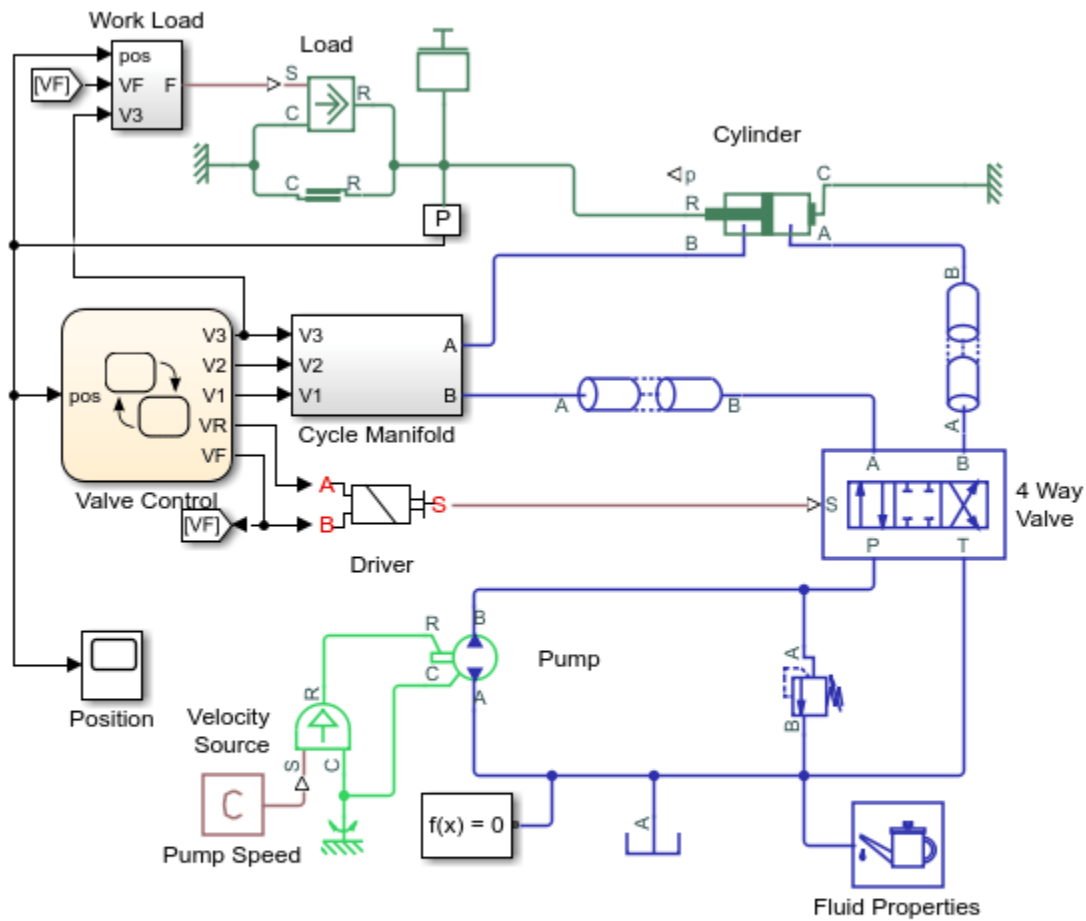 Work Load
pos
VF
F
V3
[VF]
Load
S
R
C
C
R
P
Cylinder
p
C
R
B
A
B
V3
V2
V1
VR
VF
pos
Valve Control
V3
V2
V1
A
B
Cycle Manifold
A
B
A
A
B
S
P
T
4 Way
Valve
[VF]
A
B
S
Driver
Position
R
C
B
A
Pump
A
B
Velocity
Source
R
S
C
C
Pump Speed
f(x) = 0
A
Fluid Properties